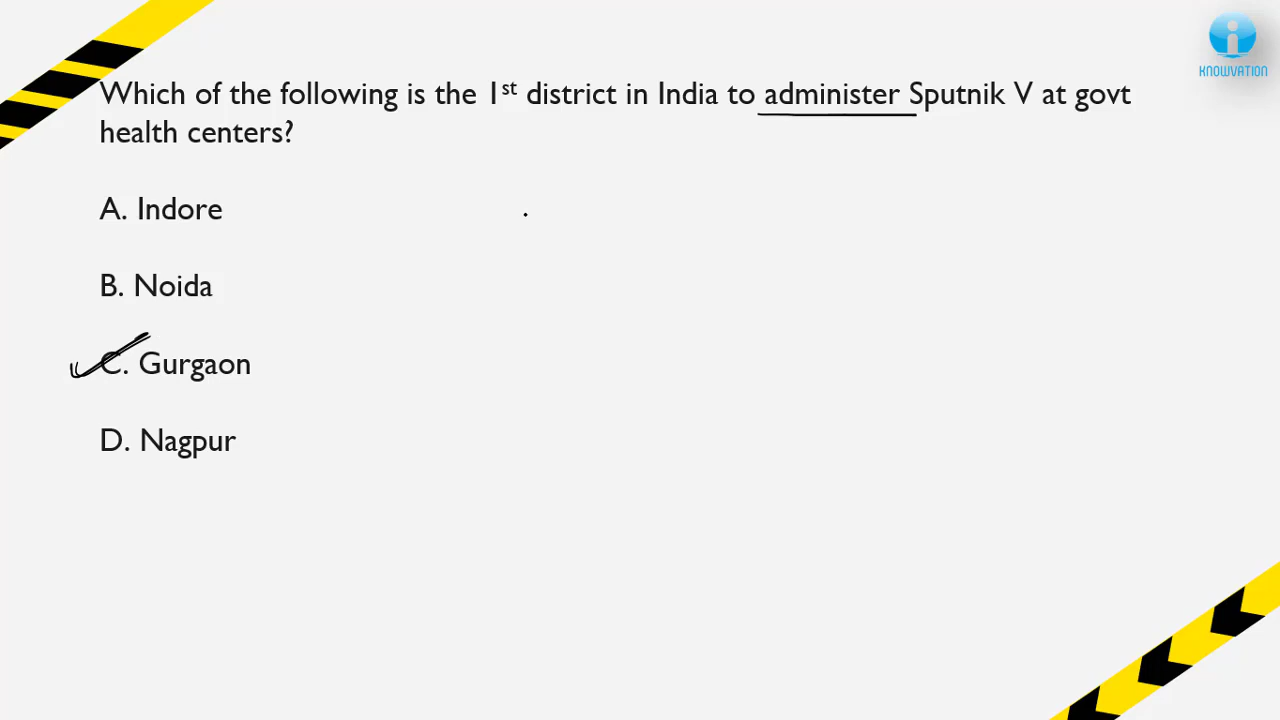 KNOWVATION
Which of the following is the 1st district in India to administer Sputnik V at govt
health centers?
A. Indore
B. Noida
C. Gurgaon
D. Nagpur